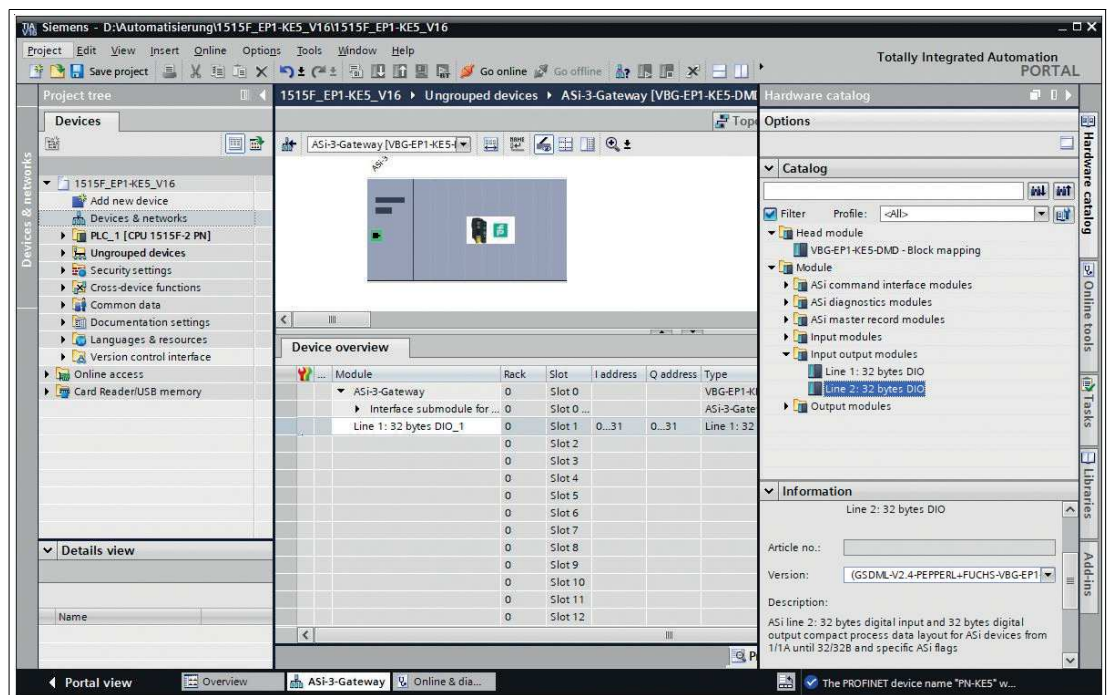 Siemens - D:\Automatisierung\1515F_EP1-KE5_V16\1515F_EP1-KE5_V16
Project Edit View Insert Online Options Tools Window Help
Totally Integrated Automation
PORTAL
Save project Go online Go offline
Project tree
1515F_EP1-KE5_V16 Ungrouped devices ASi-3-Gateway [VBG-EP1-KE5-DM
Hardware catalog
Devices
Topo
Options
ASi-3-Gateway [VBG-EP1-KE5-
ASi-3
Catalog
1515F_EP1-KE5_V16
Add new device
Devices & networks
PLC_1 [CPU 1515F-2 PN]
Ungrouped devices
Security settings
Cross-device functions
Common data
Documentation settings
Languages & resources
Version control interface
Online access
Card Reader/USB memory
Filter Profile: <All>
Head module
VBG-EP1-KE5-DMD - Block mapping
Module
ASi command interface modules
ASi diagnostics modules
ASi master record modules
Input modules
Input output modules
Line 1: 32 bytes DIO
Line 2: 32 bytes DIO
Output modules
Device overview
... Module Rack Slot I address Q address Type
ASi-3-Gateway 0 Slot 0 VBG-EP1-K
Interface submodule for ... 0 Slot 0 ... ASi-3-Gate
Line 1: 32 bytes DIO_1 0 Slot 1 0...31 0...31 Line 1: 32
0 Slot 2
0 Slot 3
0 Slot 4
0 Slot 5
0 Slot 6
0 Slot 7
0 Slot 8
0 Slot 9
0 Slot 10
0 Slot 11
0 Slot 12
Information
Line 2: 32 bytes DIO
Article no.:
Version: (GSDML-V2.4-PEPPERL+FUCHS-VBG-EP1
Description:
ASi line 2: 32 bytes digital input and 32 bytes digital
output compact process data layout for ASi devices from
1/1A until 32/32B and specific ASi flags
Details view
Name
Devices & networks
Hardware catalog
Online tools
Tasks
Libraries
Add-ins
Portal view Overview ASi-3-Gateway Online & dia...
The PROFINET device name "PN-KE5" w...